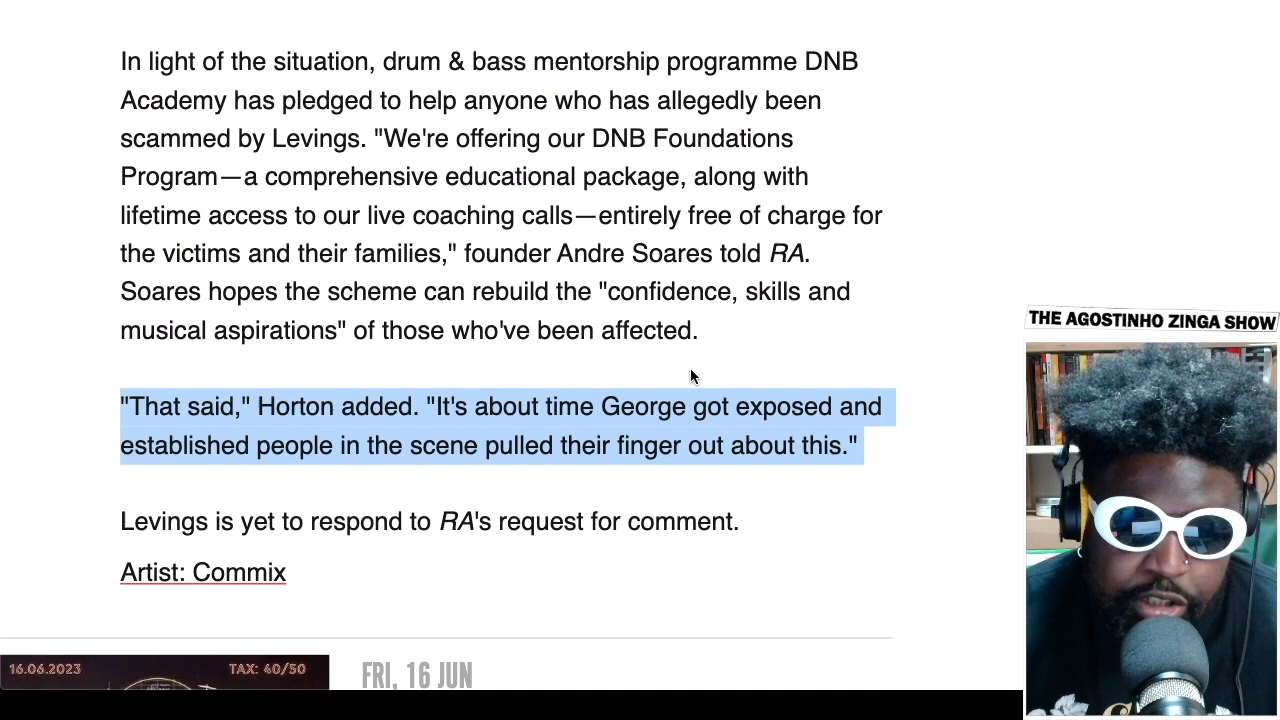 In light of the situation, drum & bass mentorship programme DNB
Academy has pledged to help anyone who has allegedly been
scammed by Levings. "We're offering our DNB Foundations
Program—a comprehensive educational package, along with
lifetime access to our live coaching calls—entirely free of charge for
the victims and their families," founder Andre Soares told RA.
Soares hopes the scheme can rebuild the "confidence, skills and
musical aspirations" of those who've been affected.
"That said," Horton added. "It's about time George got exposed and
established people in the scene pulled their finger out about this."
Levings is yet to respond to RA's request for comment.
Artist: Commix
16.06.2023 TAX: 40/50
FRI, 16 JUN
THE AGOSTINHO ZINGA SHOW